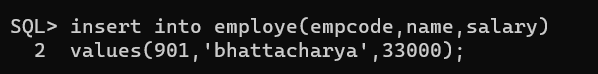 SQL> insert into employe(empcode,name,salary)
2 values(901,'bhattacharya',33000);